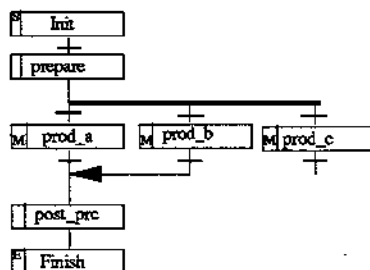 S Init
prepare
M prod_a M prod_b M prod_c
post_prc
E Finish